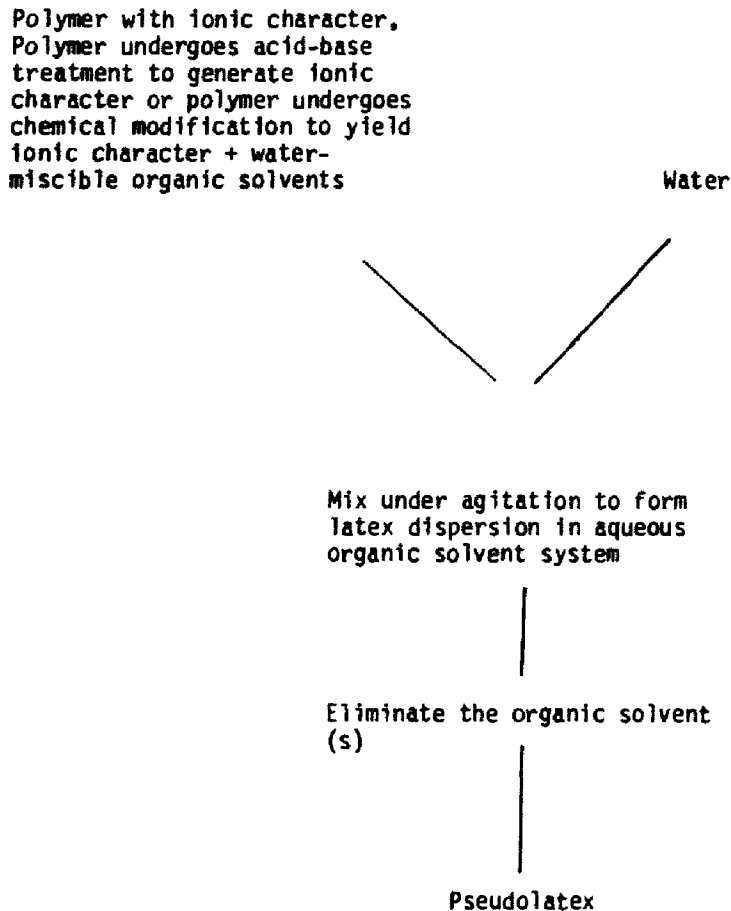 Polymer with ionic character.
Polymer undergoes acid-base
treatment to generate ionic
character or polymer undergoes
chemical modification to yield
ionic character + water-
miscible organic solvents
Water
Mix under agitation to form
latex dispersion in aqueous
organic solvent system
Eliminate the organic solvent
(s)
Pseudolatex